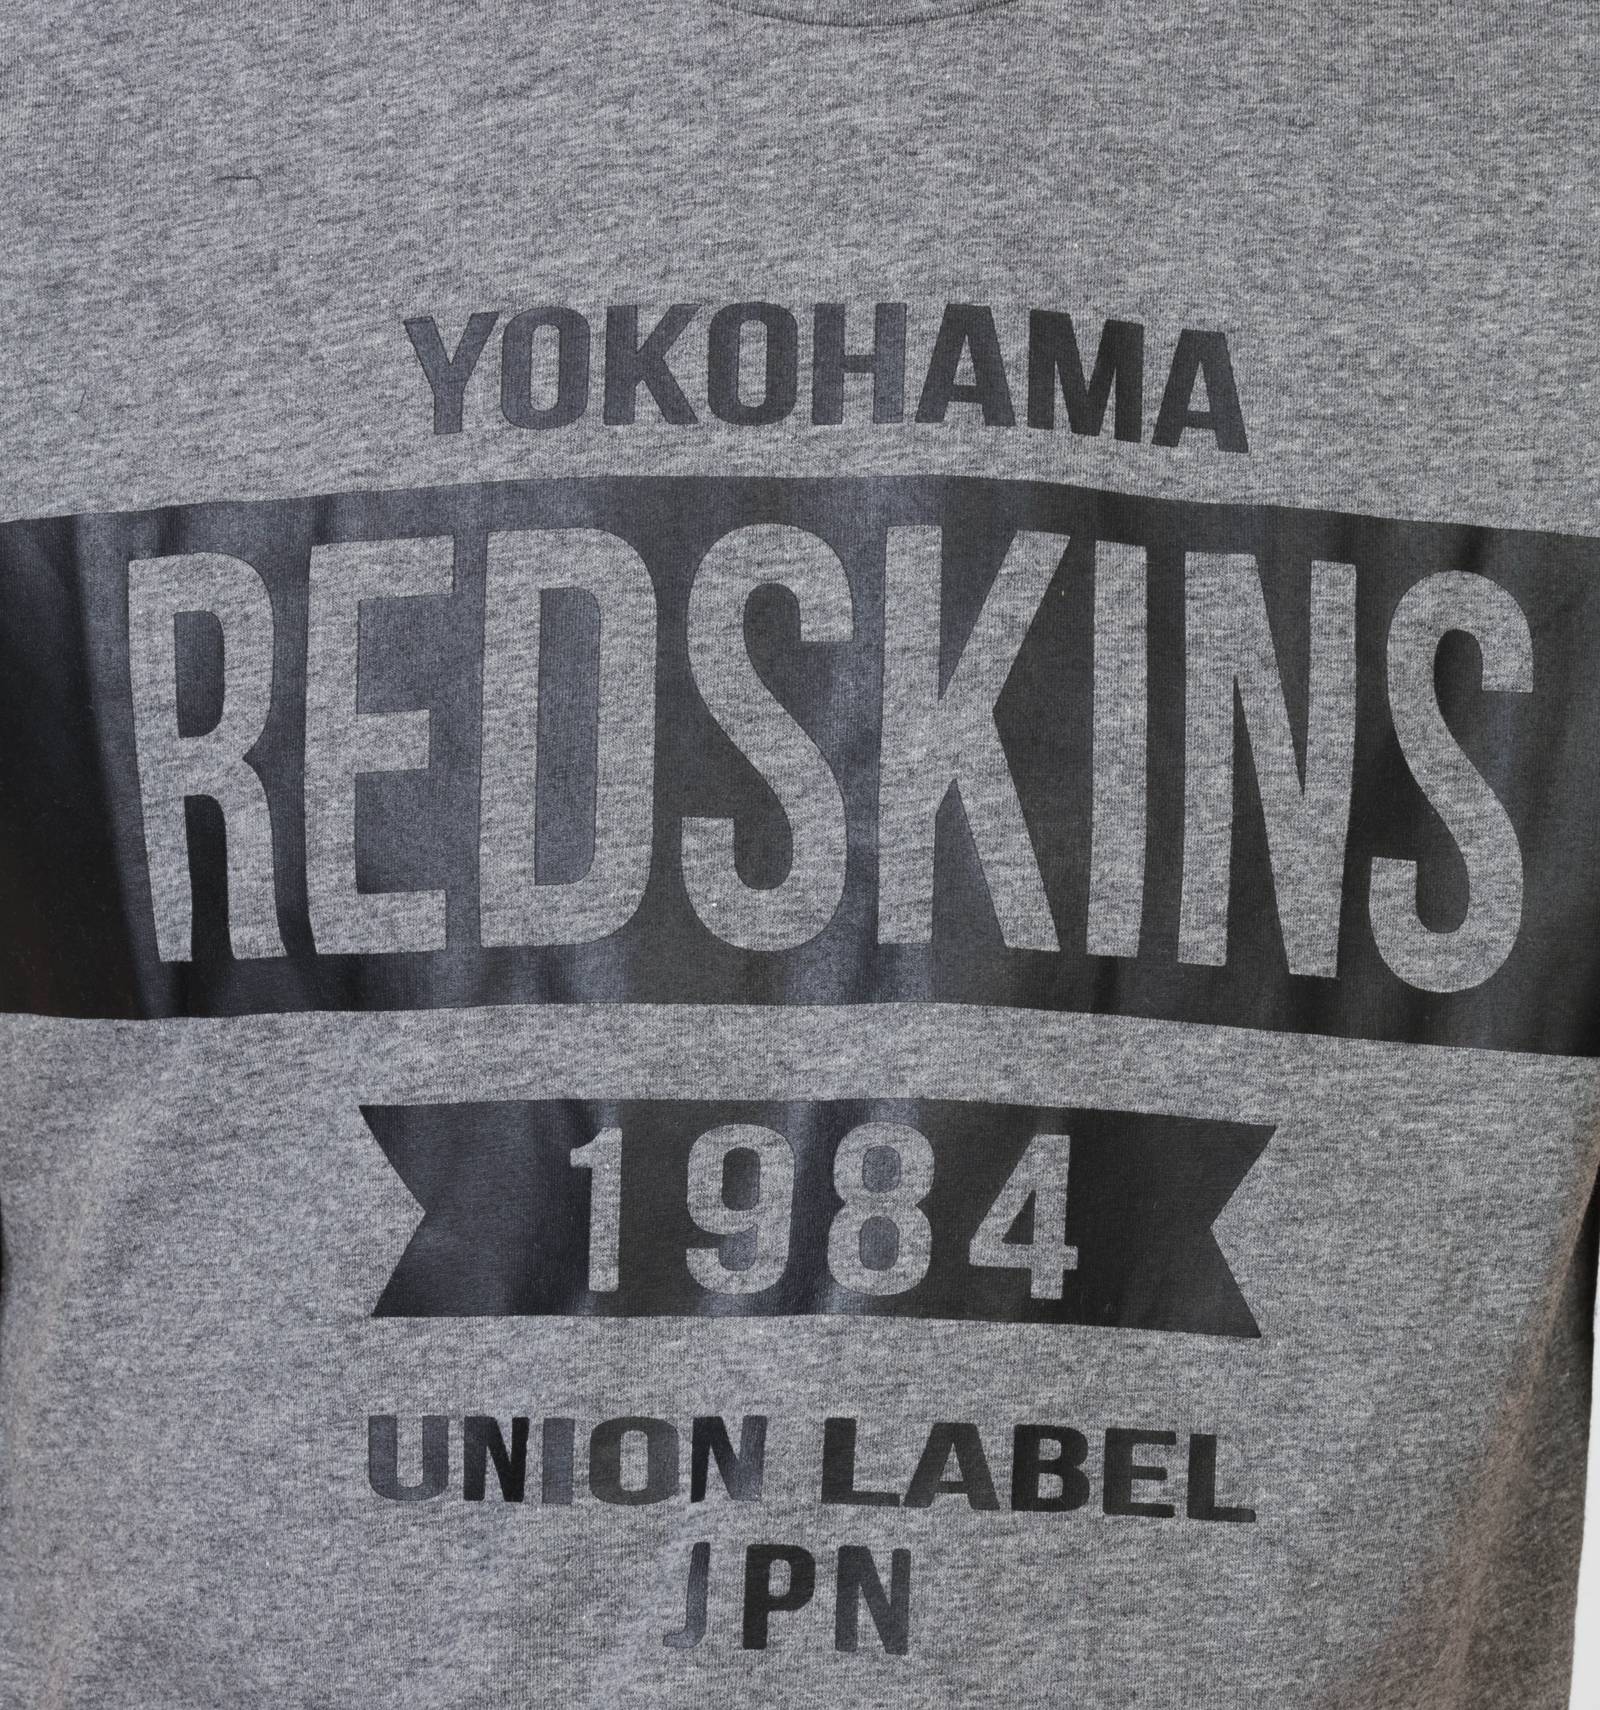 YOKOHAMA
REDSKINS
1984
UNION LABEL
JPN